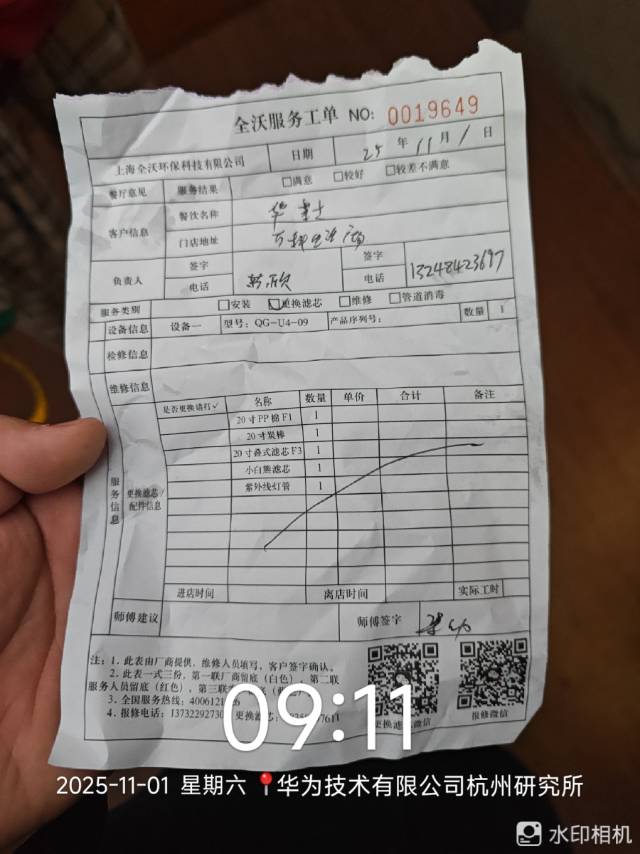 全沃服务工单 NO: 0019649
上海全沃环保科技有限公司 日期 25 年 11 月 1 日
餐厅意见 服务结果 □满意 □较好 □较差不满意
客户信息 餐饮名称 华 士
门店地址
负责人 签字 签字
电话 电话 13248423697
服务类别 □安装 □更换滤芯 □维修 □管道消毒
设备信息 设备一 型号: QG-U4-09 产品序列号: 数量 1
检修信息
维修信息
是否更换请打√ 名称 数量 单价 合计 备注
20寸PP棉F1 1
20寸炭棒 1
20寸叠式滤芯F3 1
小白熊滤芯 1
紫外线灯管 1
服务信息 更换滤芯/配件信息
进店时间 离店时间 实际工时
师傅建议 师傅签字
注: 1. 此表由厂商提供, 维修人员填写, 客户签字确认。
2. 此表一式三份, 第一联厂商留底 (白色), 第二联
服务人员留底 (红色), 第三联
3. 全国服务热线: 4006121
4. 报修电话: 1373229273 更换滤
更换滤芯微信 报修微信
09:11
2025-11-01 星期六 华为技术有限公司杭州研究所
水印相机